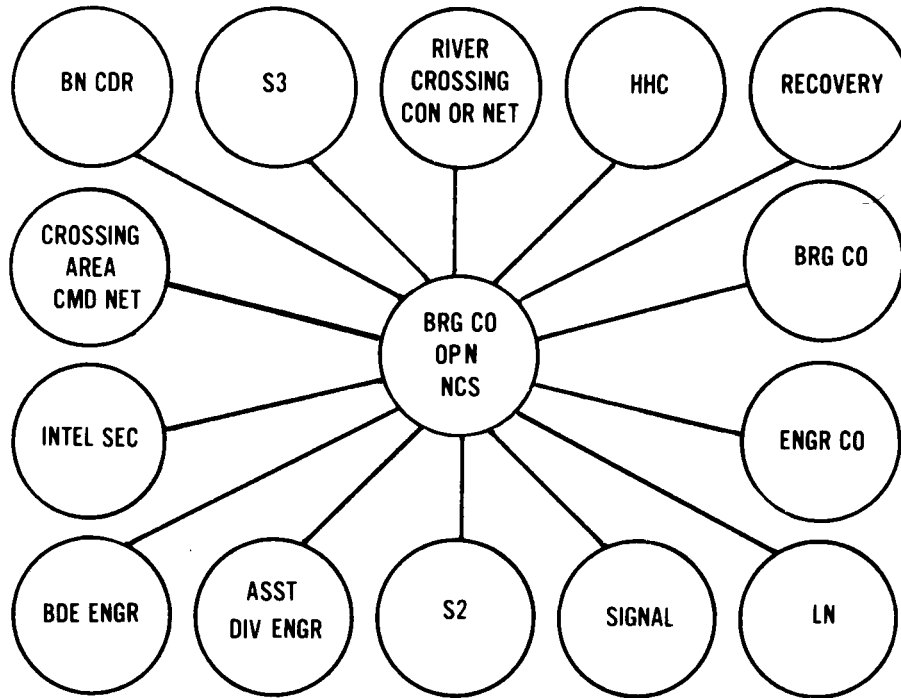 BN CDR
S3
RIVER
CROSSING
CON OR NET
HHC
RECOVERY
CROSSING
AREA
CMD NET
BRG CO
BRG CO
OPN
NCS
INTEL SEC
ENGR CO
BDE ENGR
ASST
DIV ENGR
S2
SIGNAL
LN